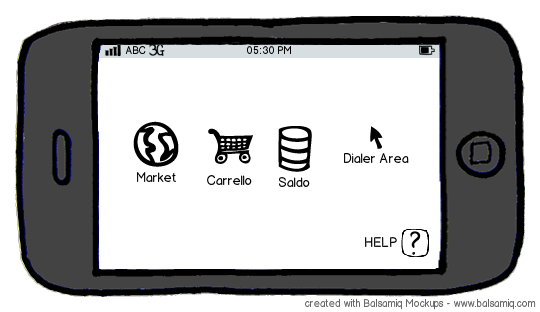 ABC 3G 05:30 PM
Market
Carrello
Saldo
Dialer Area
HELP ?
created with Balsamiq Mockups - www.balsamiq.com